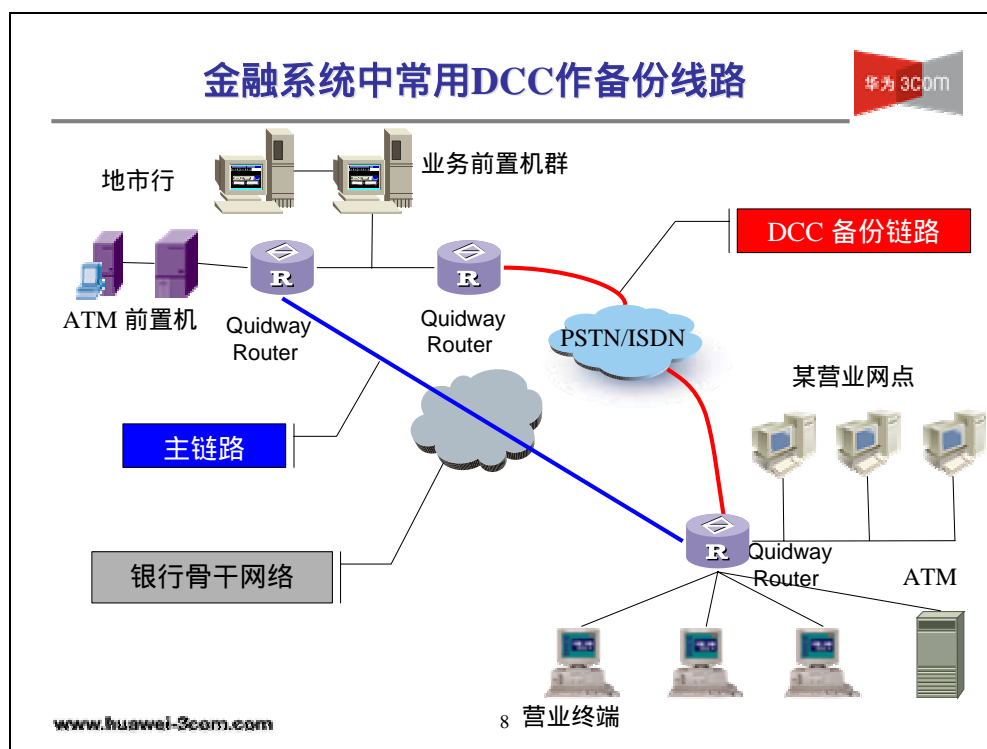 金融系统中常用DCC作备份线路
华为 3com
地市行
业务前置机群
DCC 备份链路
R
R
ATM 前置机
Quidway
Router
Quidway
Router
PSTN/ISDN
某营业网点
主链路
R
Quidway
Router
ATM
银行骨干网络
营业终端
www.huawei-3com.com
8